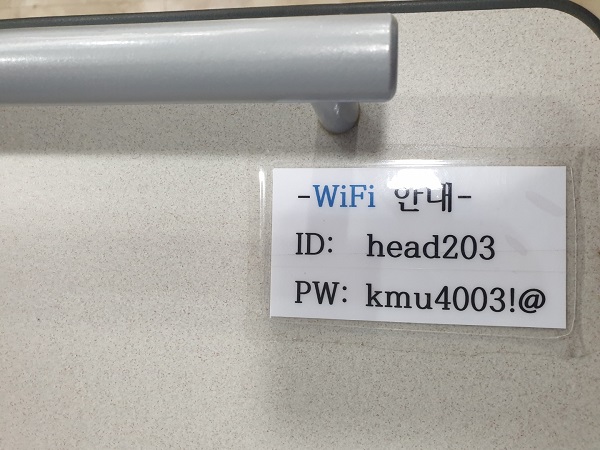 -WiFi 안내-
ID: head203
PW: kmu4003!@